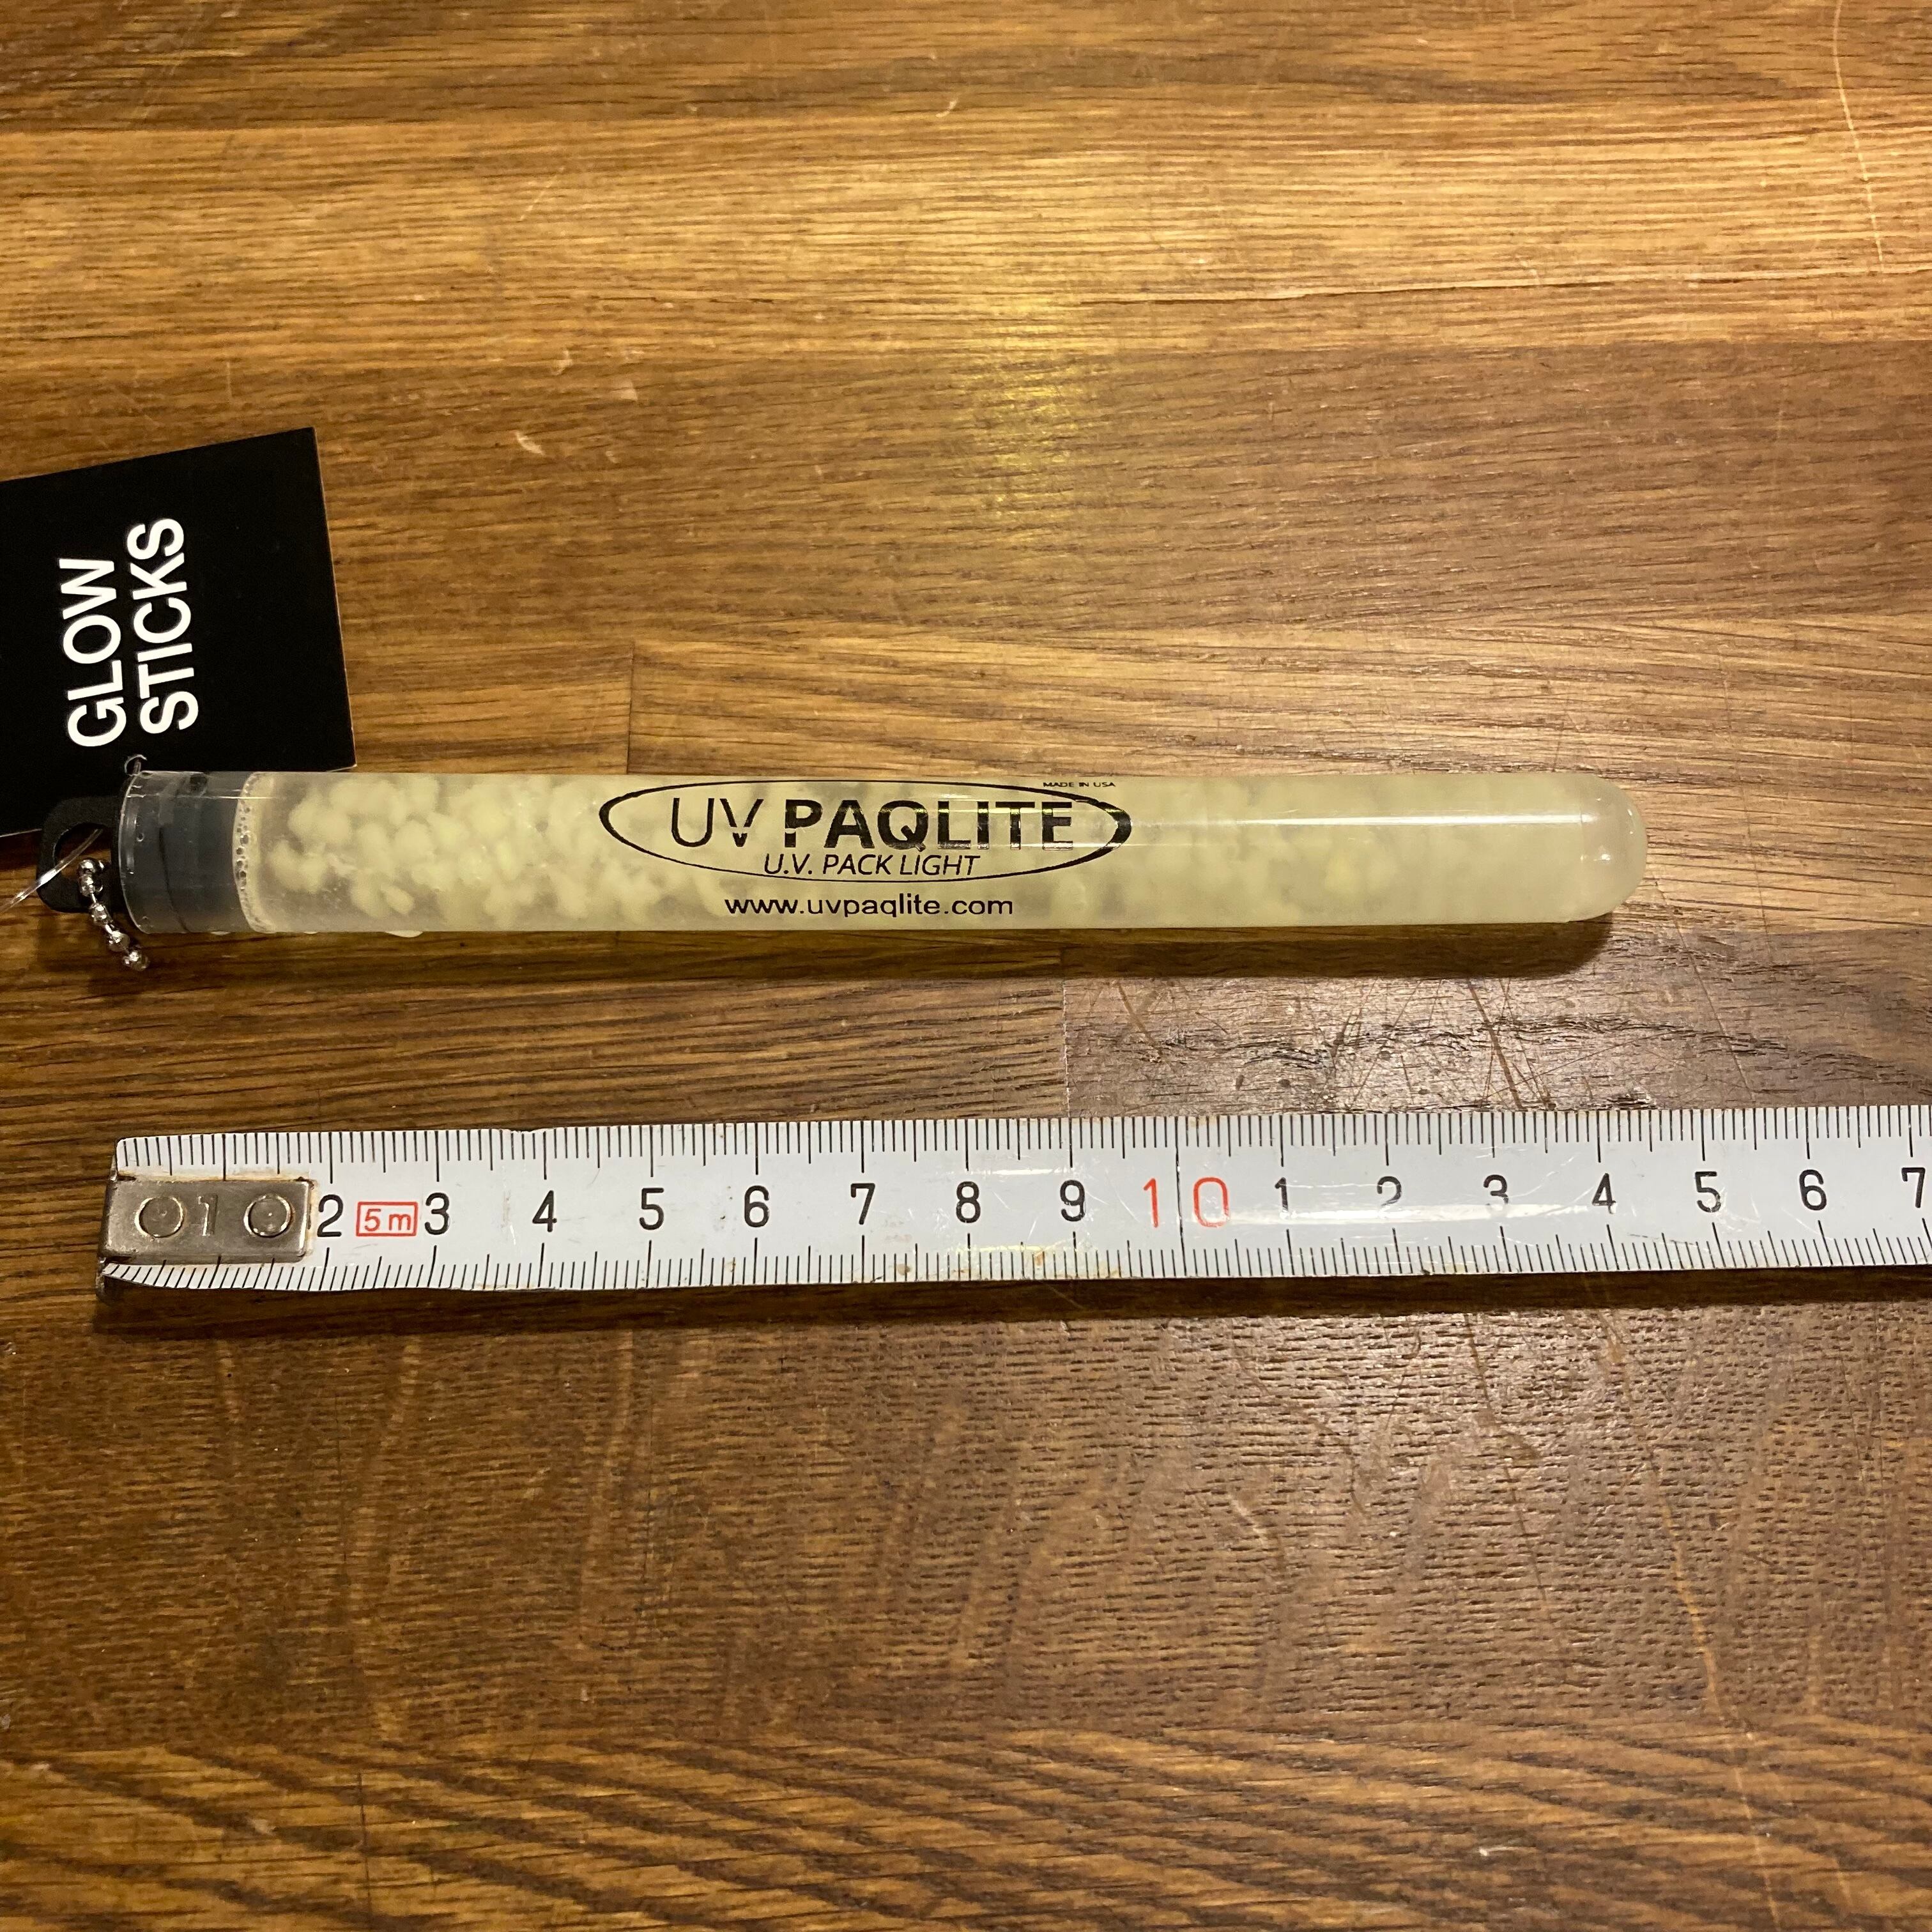 GLOW
STICKS
MADE IN USA
UV PAQLITE
U.V. PACK LIGHT
www.uvpaqlite.com
1 2 5m 3 4 5 6 7 8 9 10 1 2 3 4 5 6 7